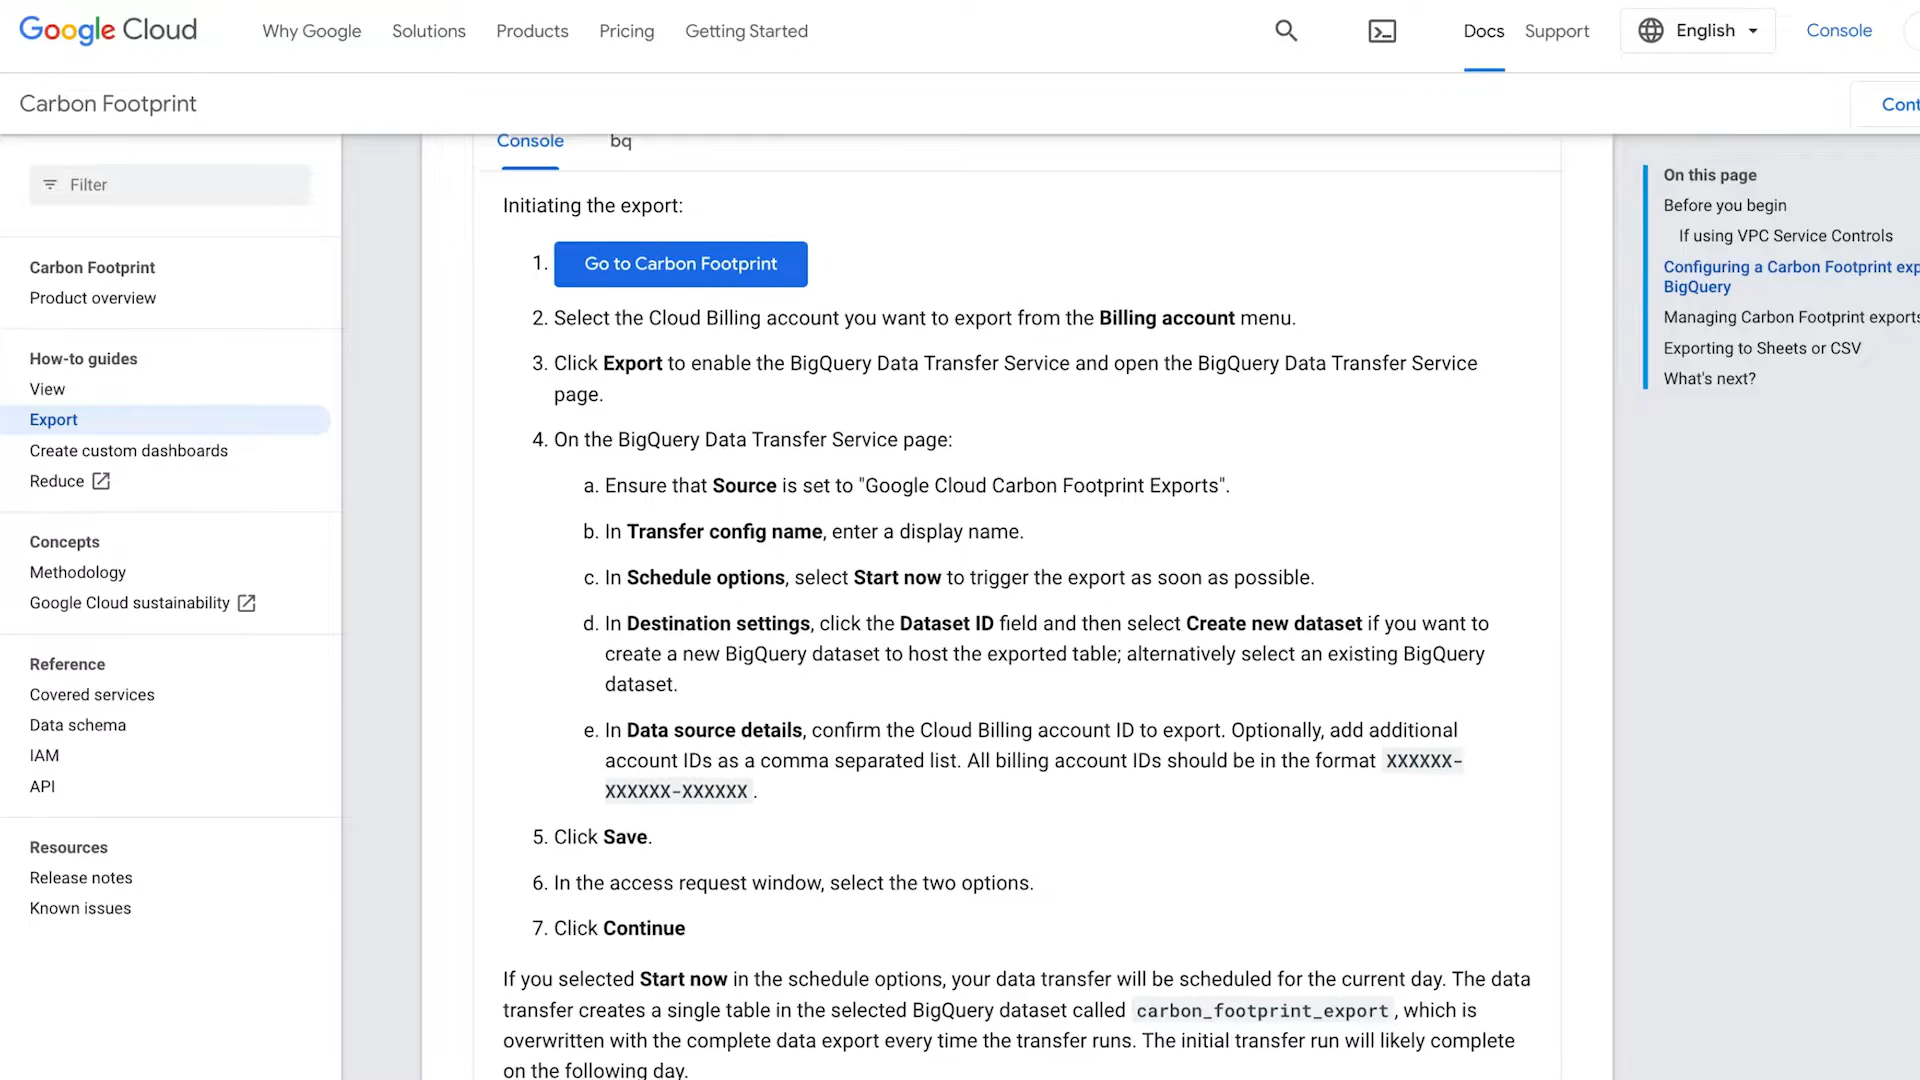 Google Cloud
Why Google
Solutions
Products
Pricing
Getting Started
Docs
Support
English
Console
Carbon Footprint
Cont
Filter
Carbon Footprint
Product overview
How-to guides
View
Export
Create custom dashboards
Reduce
Concepts
Methodology
Google Cloud sustainability
Reference
Covered services
Data schema
IAM
API
Resources
Release notes
Known issues
Console
bq
Initiating the export:
1. Go to Carbon Footprint
2. Select the Cloud Billing account you want to export from the Billing account menu.
3. Click Export to enable the BigQuery Data Transfer Service and open the BigQuery Data Transfer Service
page.
4. On the BigQuery Data Transfer Service page:
a. Ensure that Source is set to "Google Cloud Carbon Footprint Exports".
b. In Transfer config name, enter a display name.
c. In Schedule options, select Start now to trigger the export as soon as possible.
d. In Destination settings, click the Dataset ID field and then select Create new dataset if you want to
create a new BigQuery dataset to host the exported table; alternatively select an existing BigQuery
dataset.
e. In Data source details, confirm the Cloud Billing account ID to export. Optionally, add additional
account IDs as a comma separated list. All billing account IDs should be in the format XXXXXX-
XXXXXX-XXXXXX.
5. Click Save.
6. In the access request window, select the two options.
7. Click Continue
If you selected Start now in the schedule options, your data transfer will be scheduled for the current day. The data
transfer creates a single table in the selected BigQuery dataset called carbon_footprint_export, which is
overwritten with the complete data export every time the transfer runs. The initial transfer run will likely complete
on the following day.
On this page
Before you begin
If using VPC Service Controls
Configuring a Carbon Footprint exp
BigQuery
Managing Carbon Footprint exports
Exporting to Sheets or CSV
What's next?